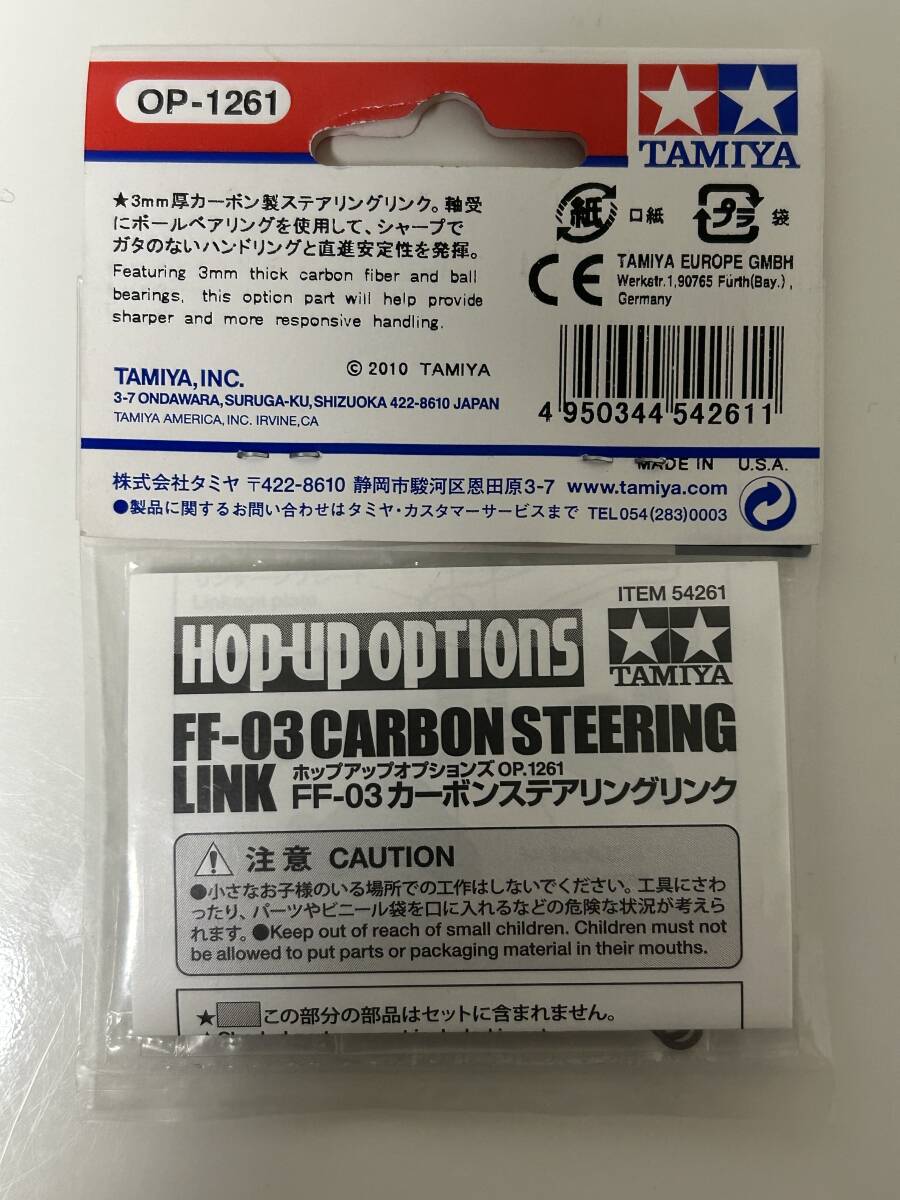 OP-1261
TAMIYA
★3mm厚カーボン製ステアリングリンク。軸受
にボールベアリングを使用して、シャープで
ガタのないハンドリングと直進安定性を発揮。
Featuring 3mm thick carbon fiber and ball
bearings, this option part will help provide
sharper and more responsive handling.
紙 口紙
プラ 袋
CE
TAMIYA EUROPE GMBH
Werkstr.1,90765 Fürth(Bay.),
Germany
© 2010 TAMIYA
TAMIYA,INC.
3-7 ONDAWARA, SURUGA-KU, SHIZUOKA 422-8610 JAPAN
TAMIYA AMERICA, INC. IRVINE,CA
4 950344 542611
MADE IN U.S.A.
株式会社タミヤ 〒422-8610 静岡市駿河区恩田原3-7 www.tamiya.com
●製品に関するお問い合わせはタミヤ・カスタマーサービスまで TEL054(283)0003
ITEM 54261
HOP-UP OPTIONS
TAMIYA
FF-03 CARBON STEERING
LINK
ホップアップオプションズ OP.1261
FF-03 カーボンステアリングリンク
注意 CAUTION
●小さなお子様のいる場所での工作はしないでください。工具にさわ
ったり、パーツやビニール袋を口に入れるなどの危険な状況が考えら
れます。●Keep out of reach of small children. Children must not
be allowed to put parts or packaging material in their mouths.
★この部分の部品はセットに含まれません。